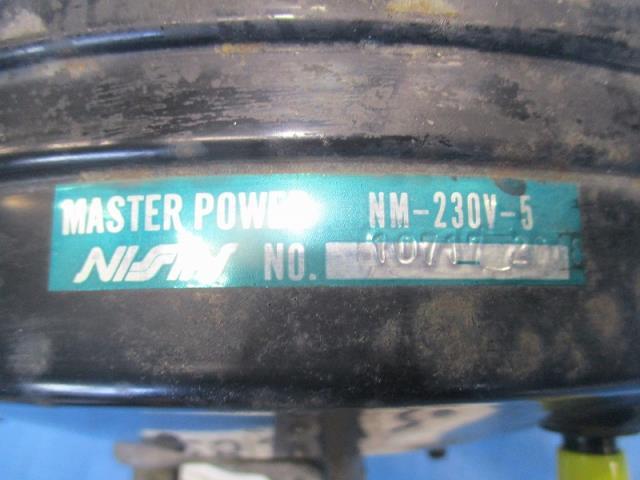 MASTER POWER NM-230V-5
NISSIN NO.